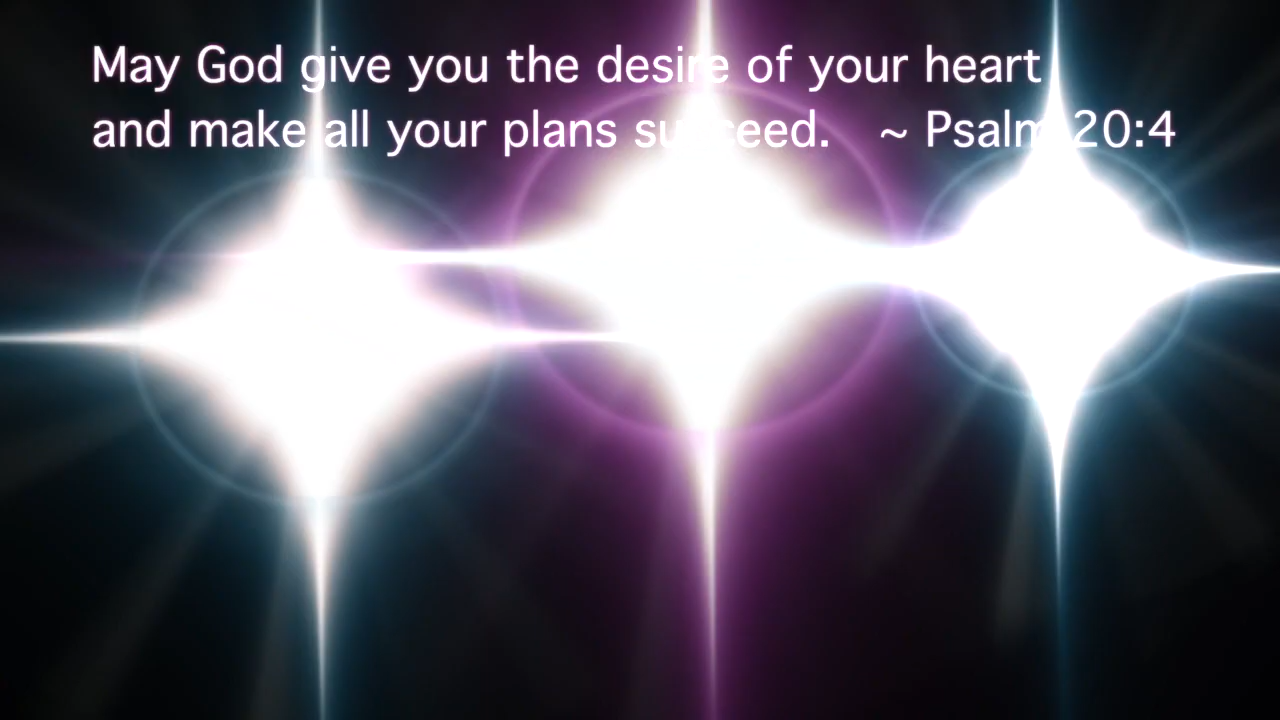 May God give you the desire of your heart
and make all your plans succeed. ~ Psalm 20:4